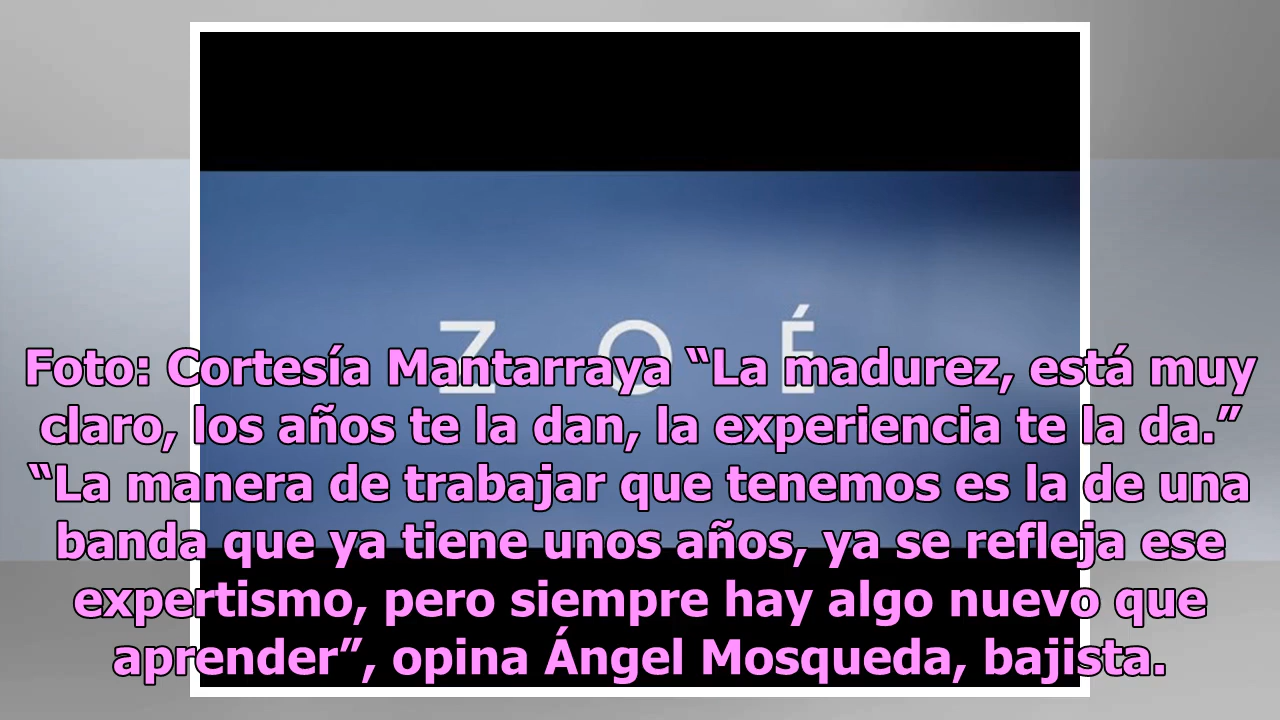 ZOÉ
Foto: Cortesía Mantarraya “La madurez, está muy
claro, los años te la dan, la experiencia te la da.”
“La manera de trabajar que tenemos es la de una
banda que ya tiene unos años, ya se refleja ese
expertismo, pero siempre hay algo nuevo que
aprender”, opina Ángel Mosqueda, bajista.